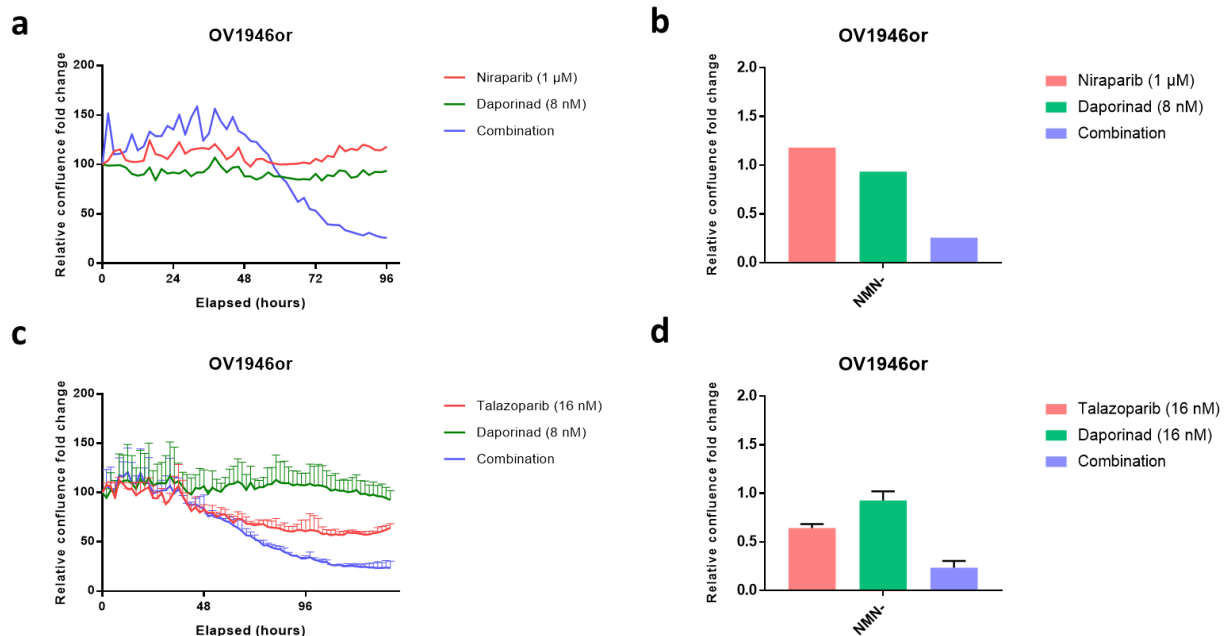 a
OV1946or
Relative confluence fold change
200
150
100
50
0
0 24 48 72 96
Elapsed (hours)
Niraparib (1 µM)
Daporinad (8 nM)
Combination
b
OV1946or
Relative confluence fold change
2.0
1.5
1.0
0.5
0.0
NMN-
Niraparib (1 µM)
Daporinad (8 nM)
Combination
c
OV1946or
Relative confluence fold change
200
150
100
50
0
0 48 96
Elapsed (hours)
Talazoparib (16 nM)
Daporinad (8 nM)
Combination
d
OV1946or
Relative confluence fold change
2.0
1.5
1.0
0.5
0.0
NMN-
Talazoparib (16 nM)
Daporinad (16 nM)
Combination